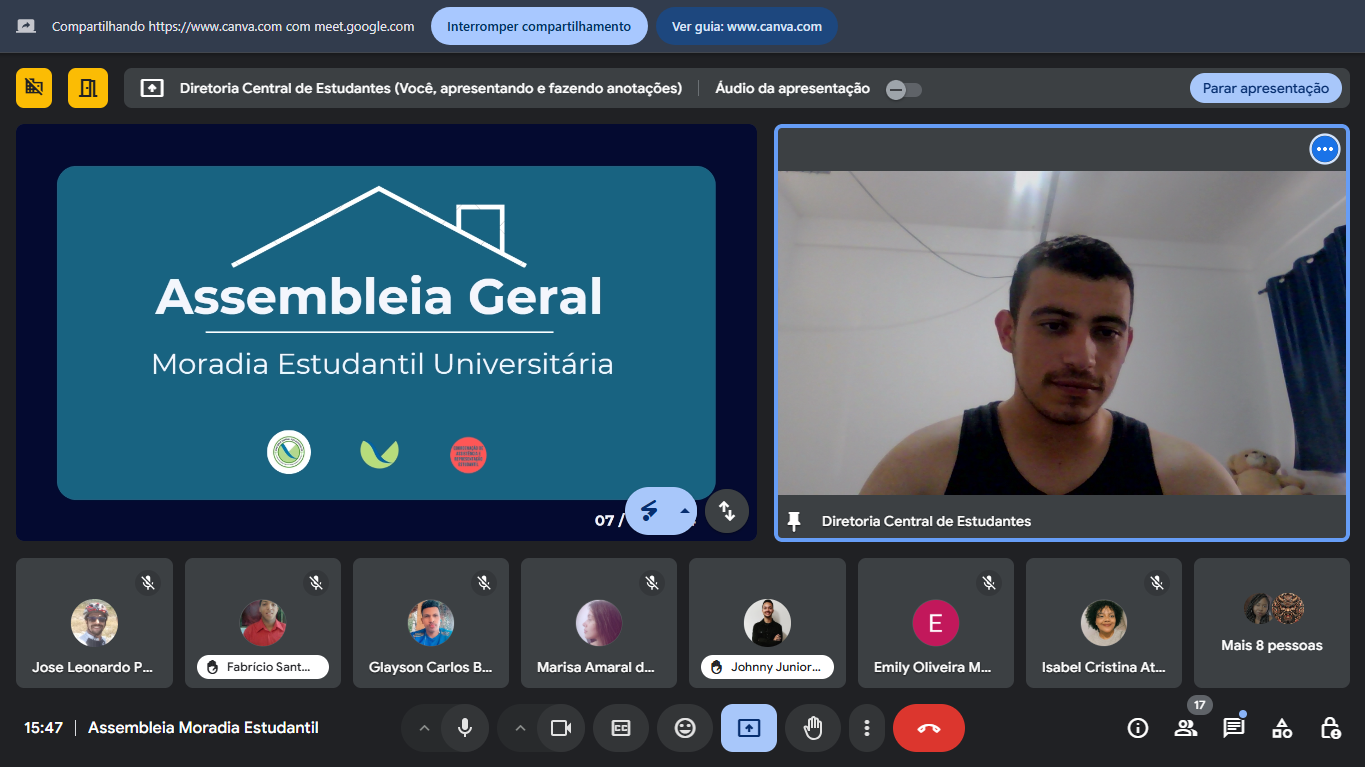 Compartilhando https://www.canva.com com meet.google.com
Interromper compartilhamento
Ver guia: www.canva.com
Diretoria Central de Estudantes (Você, apresentando e fazendo anotações)
Áudio da apresentação
Parar apresentação
Assembleia Geral
Moradia Estudantil Universitária
07 /
Diretoria Central de Estudantes
Jose Leonardo P...
Fabrício Sant...
Glayson Carlos B...
Marisa Amaral d...
Johnny Junior...
E
Emily Oliveira M...
Isabel Cristina At...
Mais 8 pessoas
15:47
Assembleia Moradia Estudantil
17